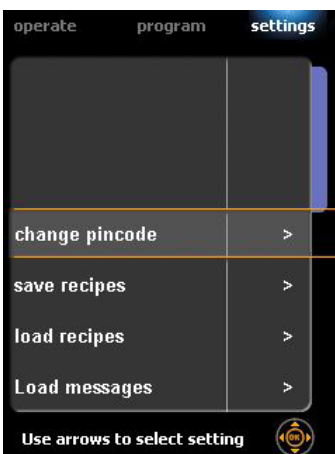 operate program settings
change pincode >
save recipes >
load recipes >
Load messages >
Use arrows to select setting OK